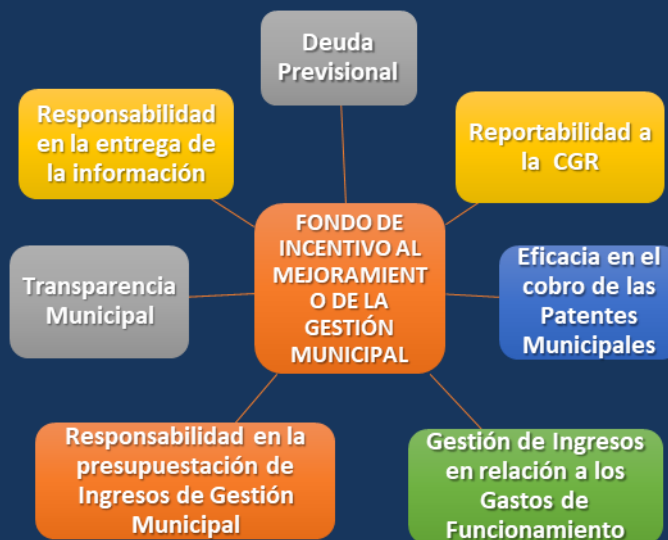 Deuda
Previsional
Responsabilidad
en la entrega de
la información
Reportabilidad a
la CGR
FONDO DE
INCENTIVO AL
MEJORAMIENT
O DE LA
GESTIÓN
MUNICIPAL
Transparencia
Municipal
Eficacia en el
cobro de las
Patentes
Municipales
Responsabilidad en la
presupuestación de
Ingresos de Gestión
Municipal
Gestión de Ingresos
en relación a los
Gastos de
Funcionamiento